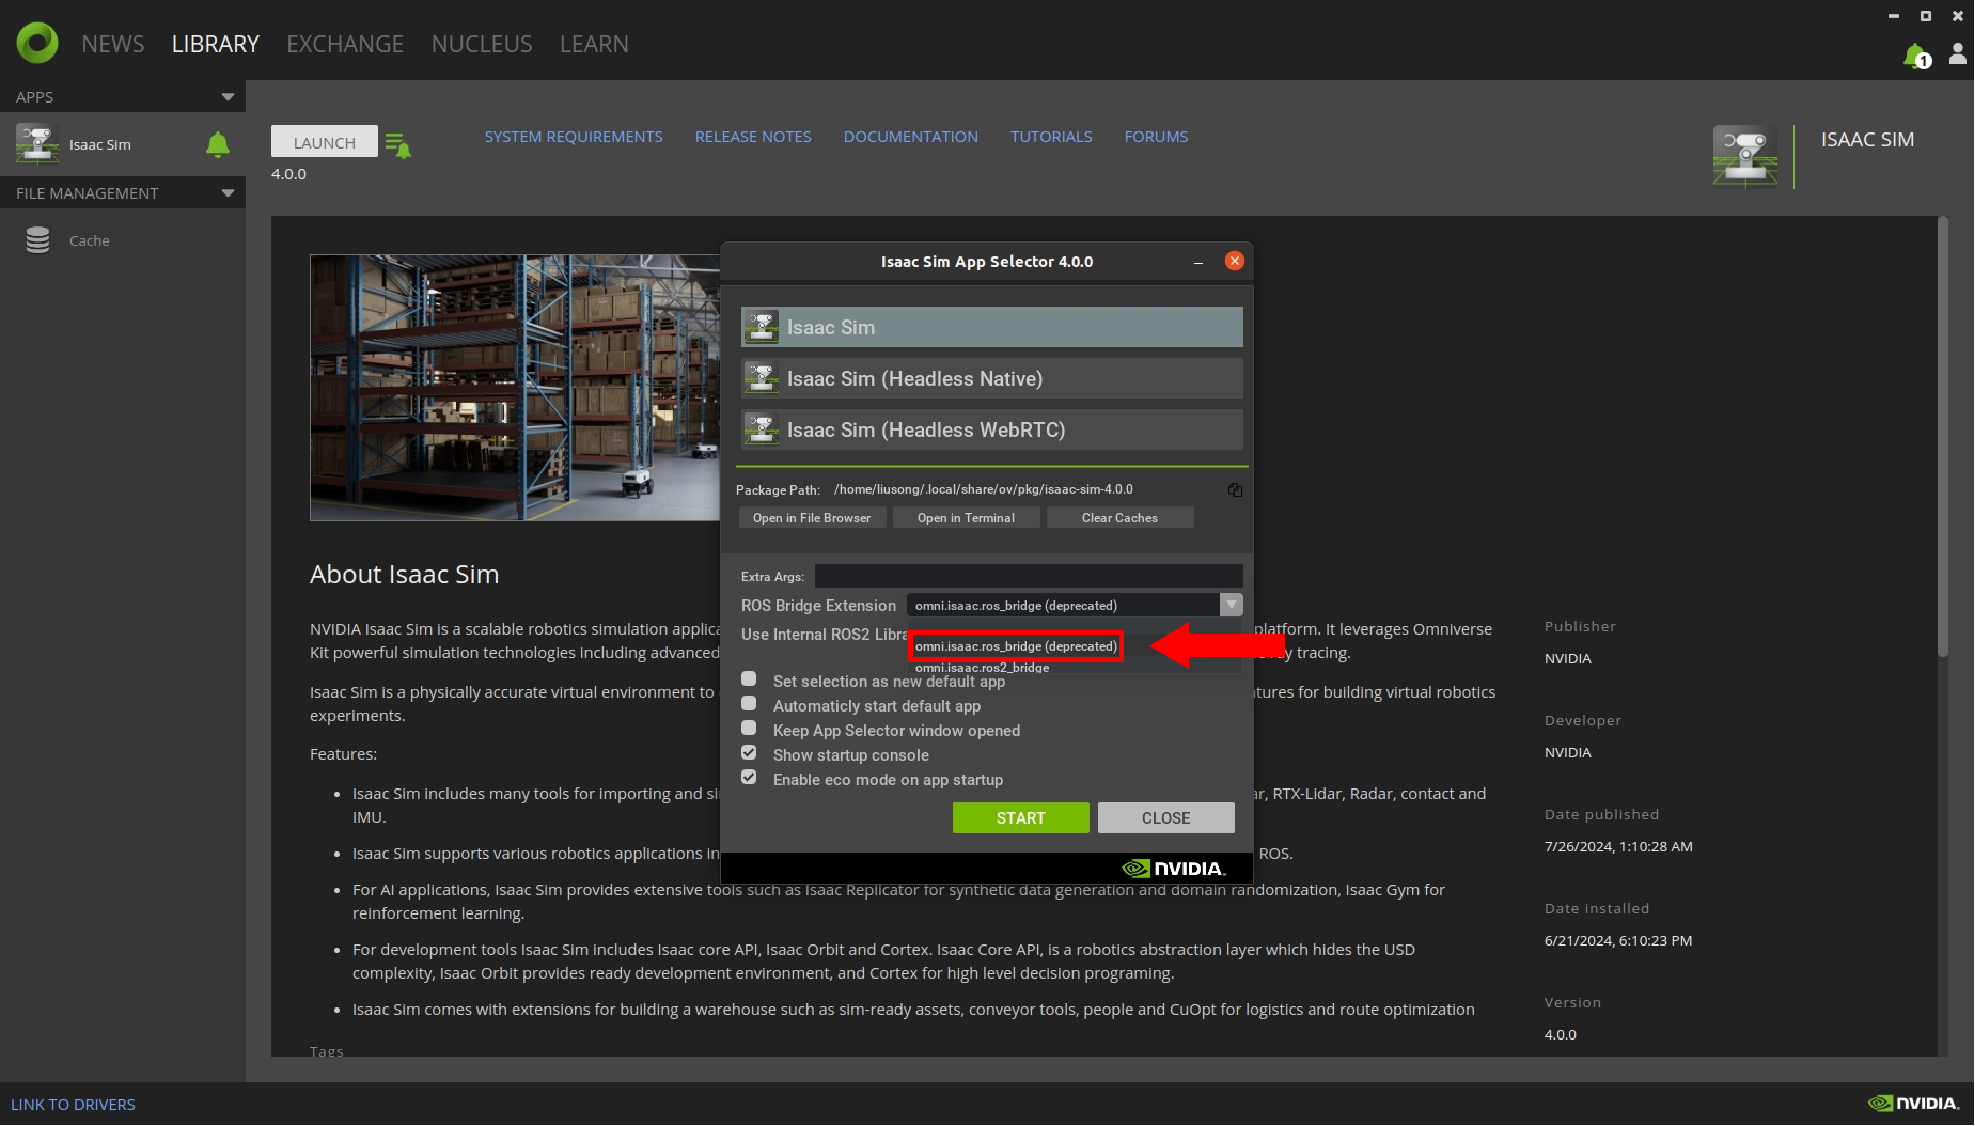 NEWS LIBRARY EXCHANGE NUCLEUS LEARN
1
APPS
Isaac Sim
FILE MANAGEMENT
Cache
LAUNCH
4.0.0
SYSTEM REQUIREMENTS RELEASE NOTES DOCUMENTATION TUTORIALS FORUMS
ISAAC SIM
Isaac Sim App Selector 4.0.0
Isaac Sim
Isaac Sim (Headless Native)
Isaac Sim (Headless WebRTC)
Package Path: /home/liusong/.local/share/ov/pkg/isaac-sim-4.0.0
Open in File Browser Open in Terminal Clear Caches
Extra Args:
ROS Bridge Extension omni.isaac.ros_bridge (deprecated)
Use Internal ROS2 Libra
omni.isaac.ros_bridge (deprecated)
omni.isaac.ros2_bridge
Set selection as new default app
Automaticly start default app
Keep App Selector window opened
Show startup console
Enable eco mode on app startup
START CLOSE
NVIDIA.
About Isaac Sim
NVIDIA Isaac Sim is a scalable robotics simulation applica platform. It leverages Omniverse
Kit powerful simulation technologies including advanced y tracing.
Isaac Sim is a physically accurate virtual environment to tures for building virtual robotics
experiments.
Features:
• Isaac Sim includes many tools for importing and si ar, RTX-Lidar, Radar, contact and
IMU.
• Isaac Sim supports various robotics applications in ROS.
• For AI applications, Isaac Sim provides extensive tools such as Isaac Replicator for synthetic data generation and domain randomization, Isaac Gym for
reinforcement learning.
• For development tools Isaac Sim includes Isaac core API, Isaac Orbit and Cortex. Isaac Core API, is a robotics abstraction layer which hides the USD
complexity, Isaac Orbit provides ready development environment, and Cortex for high level decision programing.
• Isaac Sim comes with extensions for building a warehouse such as sim-ready assets, conveyor tools, people and CuOpt for logistics and route optimization
Tags
Publisher
NVIDIA
Developer
NVIDIA
Date published
7/26/2024, 1:10:28 AM
Date installed
6/21/2024, 6:10:23 PM
Version
4.0.0
LINK TO DRIVERS
NVIDIA.